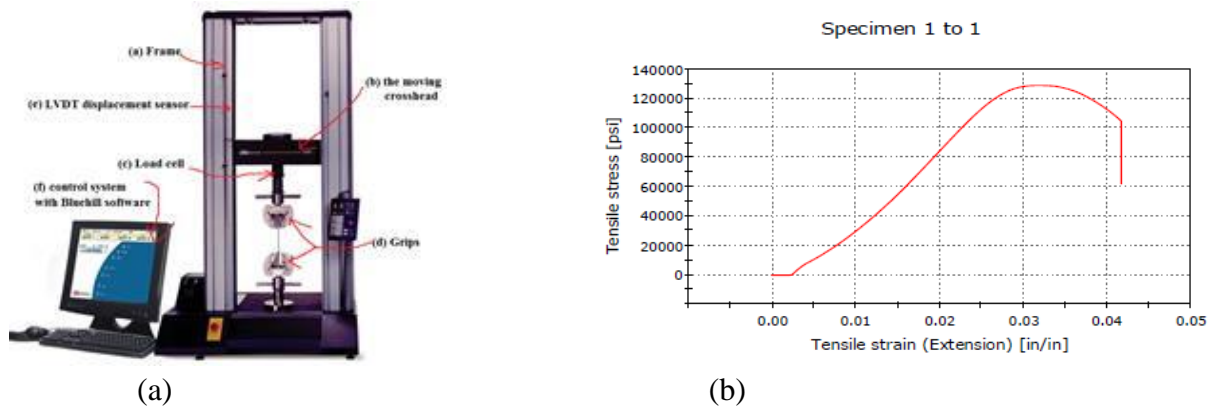 (a) Frame
(b) the moving
crosshead
(e) LVDT displacement sensor
(c) Load cell
(f) control system
with Bluehill software
(d) Grips
(a)
Specimen 1 to 1
Tensile stress [psi]
140000
120000
100000
80000
60000
40000
20000
0
0.00 0.01 0.02 0.03 0.04 0.05
Tensile strain (Extension) [in/in]
(b)